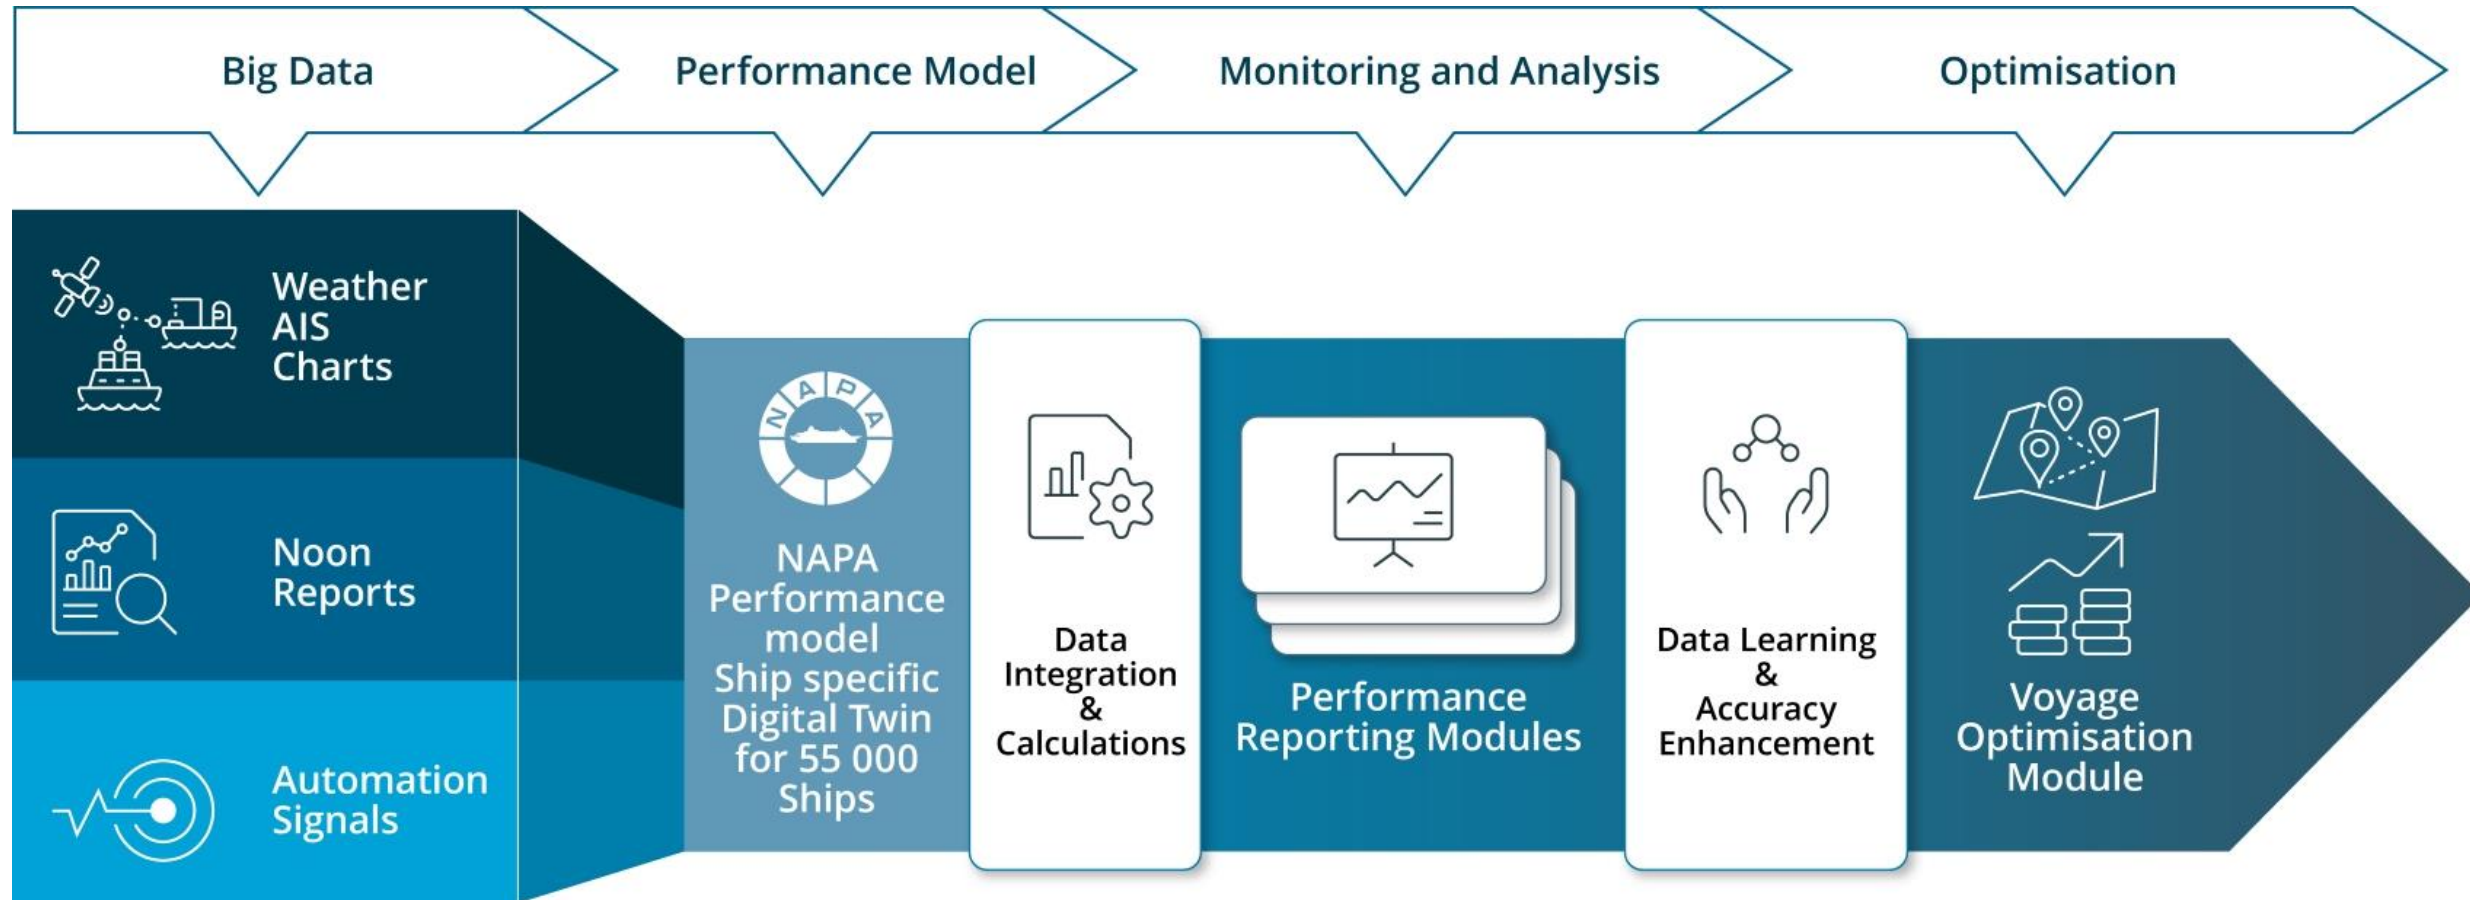 Big Data
Performance Model
Monitoring and Analysis
Optimisation
Weather
AIS
Charts
Noon
Reports
Automation
Signals
NAPA
NAPA
Performance
model
Ship specific
Digital Twin
for 55 000
Ships
Data
Integration
&
Calculations
Performance
Reporting Modules
Data Learning
&
Accuracy
Enhancement
Voyage
Optimisation
Module